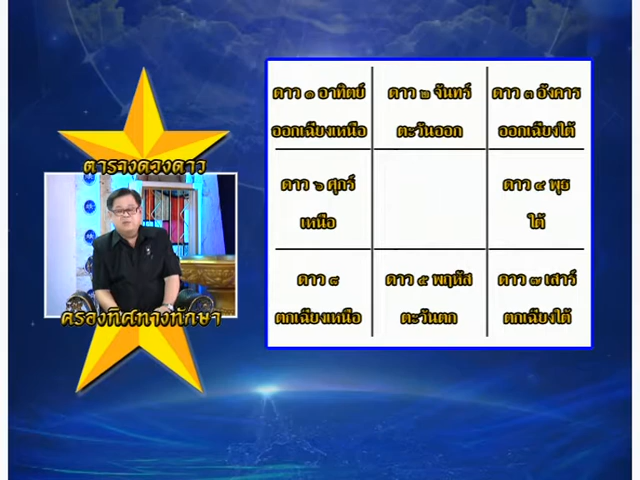 ตารางดวงดาว
ครองทิศทางทักษา
ดาว ๑ อาทิตย์
ออกเฉียงเหนือ
ดาว ๒ จันทร์
ตะวันออก
ดาว ๓ อังคาร
ออกเฉียงใต้
ดาว ๖ ศุกร์
เหนือ
ดาว ๔ พุธ
ใต้
ดาว ๘
ตกเฉียงเหนือ
ดาว ๕ พฤหัส
ตะวันตก
ดาว ๗ เสาร์
ตกเฉียงใต้